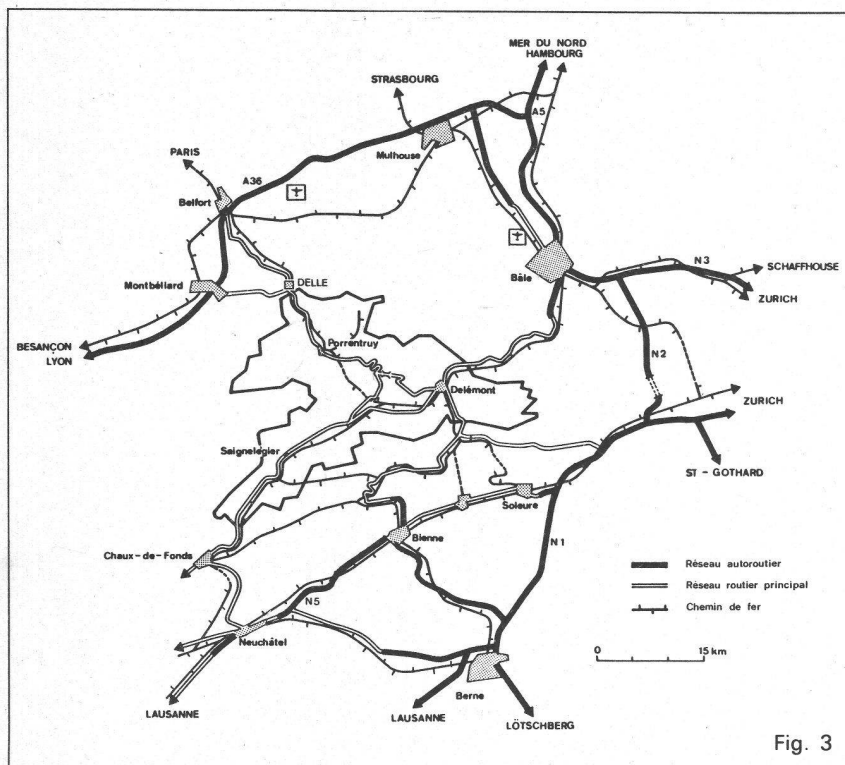 MER DU NORD
HAMBOURG
STRASBOURG
A5
Mulhouse
PARIS
A36
Belfort
Bâle
N3
SCHAFFHOUSE
Montbéliard
DELLE
ZURICH
BESANÇON
LYON
Porrentruy
N2
Delémont
ZURICH
Saignelégier
ST - GOTHARD
Soleure
Bienne
N1
Chaux-de-Fonds
Réseau autoroutier
Réseau routier principal
Chemin de fer
N5
Neuchâtel
0 15 km
Berne
LAUSANNE
LAUSANNE
LÖTSCHBERG
Fig. 3